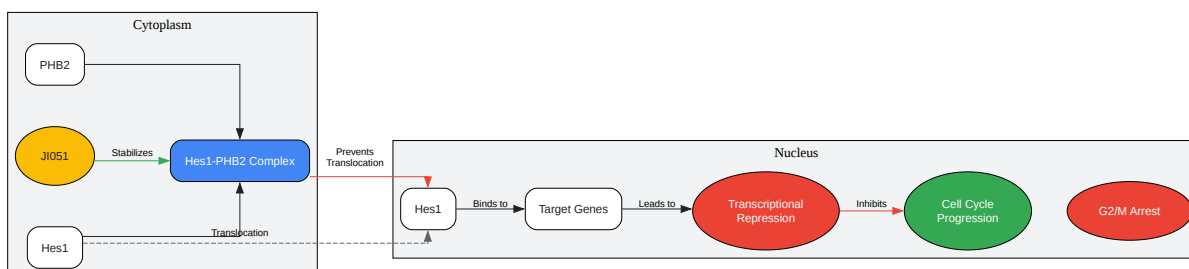 Cytoplasm
PHB2
JI051
Stabilizes
Hes1-PHB2 Complex
Hes1
Translocation
Prevents
Translocation
Nucleus
Hes1
Binds to
Target Genes
Leads to
Transcriptional
Repression
Inhibits
Cell Cycle
Progression
G2/M Arrest